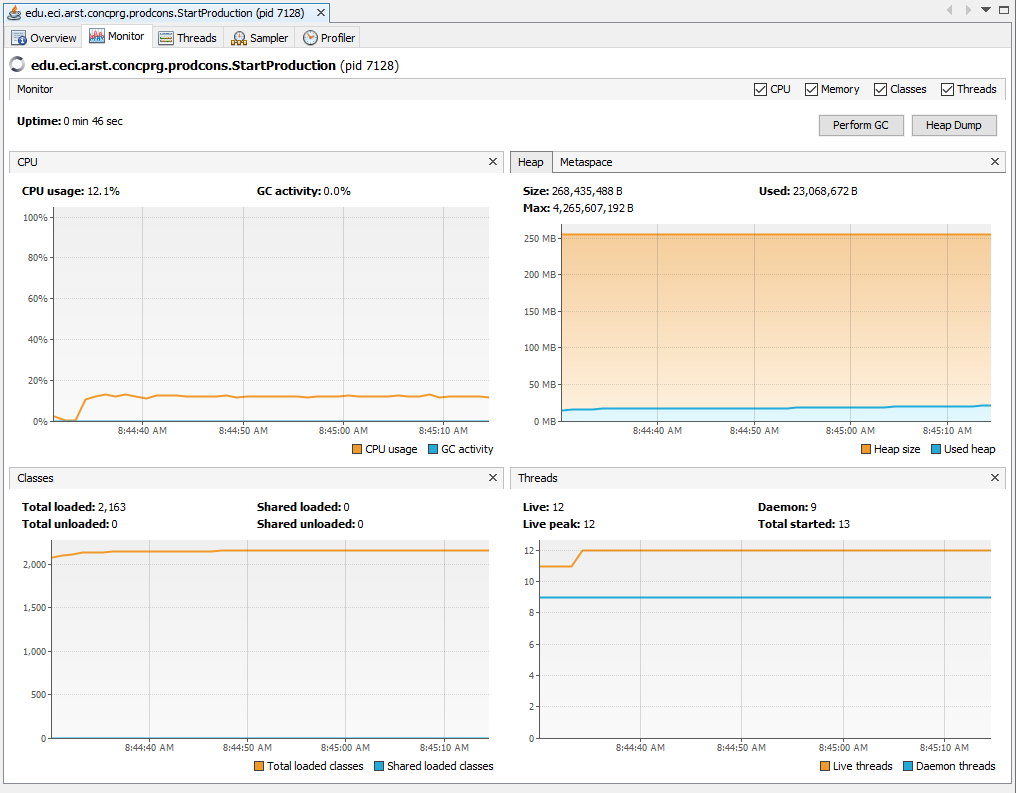 edu.eci.arst.concprg.prodcons.StartProduction (pid 7128)
Overview Monitor Threads Sampler Profiler
edu.eci.arst.concprg.prodcons.StartProduction (pid 7128)
Monitor CPU Memory Classes Threads
Uptime: 0 min 46 sec
Perform GC Heap Dump
CPU
CPU usage: 12.1% GC activity: 0.0%
100%
80%
60%
40%
20%
0%
8:44:40 AM 8:44:50 AM 8:45:00 AM 8:45:10 AM
CPU usage GC activity
Heap Metaspace
Size: 268,435,488 B Used: 23,068,672 B
Max: 4,265,607,192 B
250 MB
200 MB
150 MB
100 MB
50 MB
0 MB
8:44:40 AM 8:44:50 AM 8:45:00 AM 8:45:10 AM
Heap size Used heap
Classes
Total loaded: 2,163 Shared loaded: 0
Total unloaded: 0 Shared unloaded: 0
2,000
1,500
1,000
500
0
8:44:40 AM 8:44:50 AM 8:45:00 AM 8:45:10 AM
Total loaded classes Shared loaded classes
Threads
Live: 12 Daemon: 9
Live peak: 12 Total started: 13
12
10
8
6
4
2
0
8:44:40 AM 8:44:50 AM 8:45:00 AM 8:45:10 AM
Live threads Daemon threads